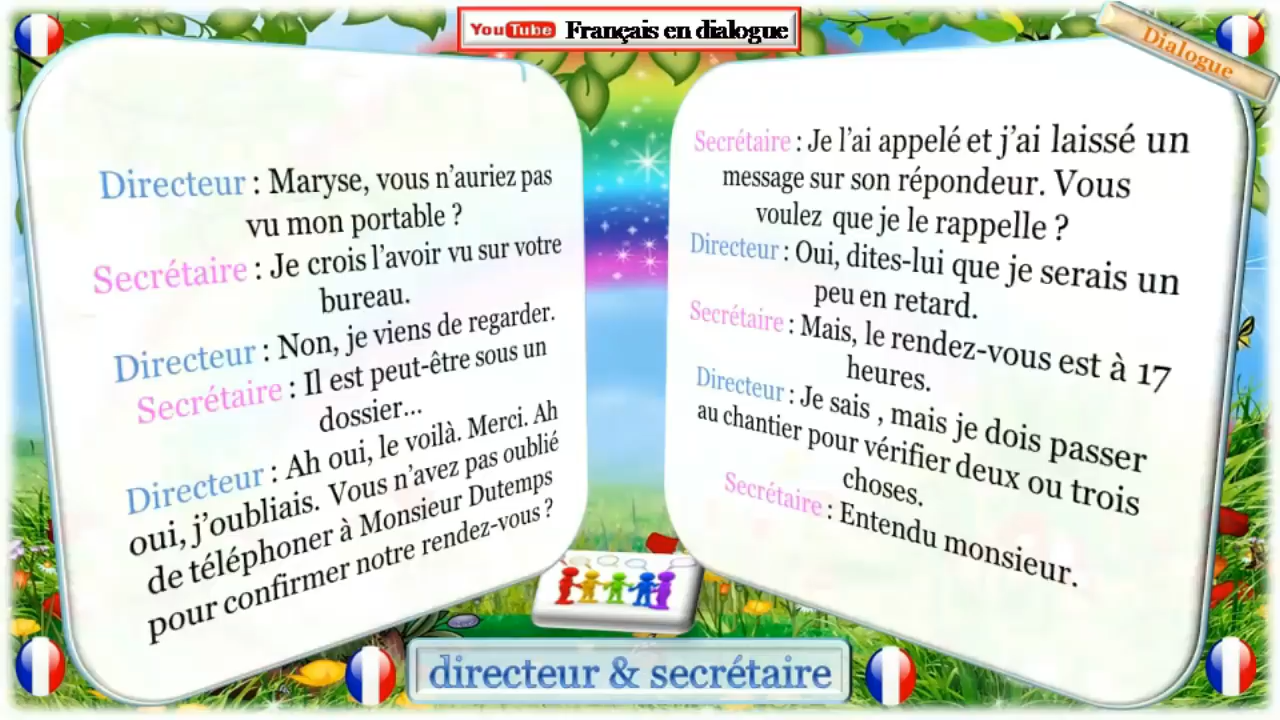 YouTube Français en dialogue
Dialogue
Directeur : Maryse, vous n'auriez pas
vu mon portable ?
Secrétaire : Je crois l'avoir vu sur votre
bureau.
Directeur : Non, je viens de regarder.
Secrétaire : Il est peut-être sous un
dossier...
Directeur : Ah oui, le voilà. Merci. Ah
oui, j'oubliais. Vous n'avez pas oublié
de téléphoner à Monsieur Dutemps
pour confirmer notre rendez-vous ?
Secrétaire : Je l'ai appelé et j'ai laissé un
message sur son répondeur. Vous
voulez que je le rappelle ?
Directeur : Oui, dites-lui que je serais un
peu en retard.
Secrétaire : Mais, le rendez-vous est à 17
heures.
Directeur : Je sais , mais je dois passer
au chantier pour vérifier deux ou trois
choses.
Secrétaire : Entendu monsieur.
directeur & secrétaire